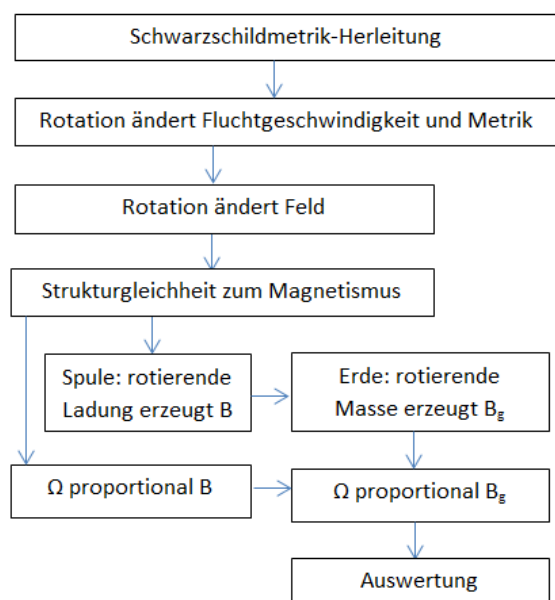 Schwarzschildmetrik-Herleitung
Rotation ändert Fluchtgeschwindigkeit und Metrik
Rotation ändert Feld
Strukturgleichheit zum Magnetismus
Spule: rotierende
Ladung erzeugt B
Erde: rotierende
Masse erzeugt Bg
Ω proportional B
Ω proportional Bg
Auswertung